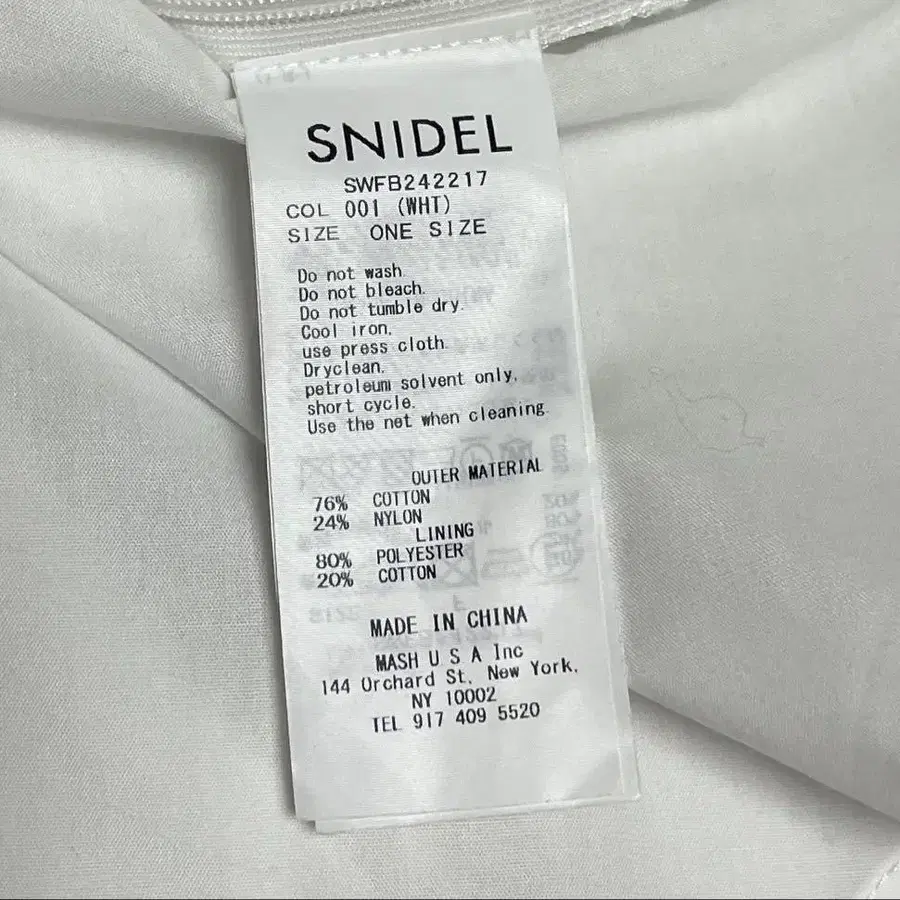 SNIDEL
SWFB242217
COL 001 (WHT)
SIZE ONE SIZE
Do not wash.
Do not bleach.
Do not tumble dry.
Cool iron,
use press cloth.
Dryclean.
petroleum solvent only,
short cycle.
Use the net when cleaning.
OUTER MATERIAL
76% COTTON
24% NYLON
LINING
80% POLYESTER
20% COTTON
MADE IN CHINA
MASH U S A Inc
144 Orchard St, New York,
NY 10002
TEL 917 409 5520